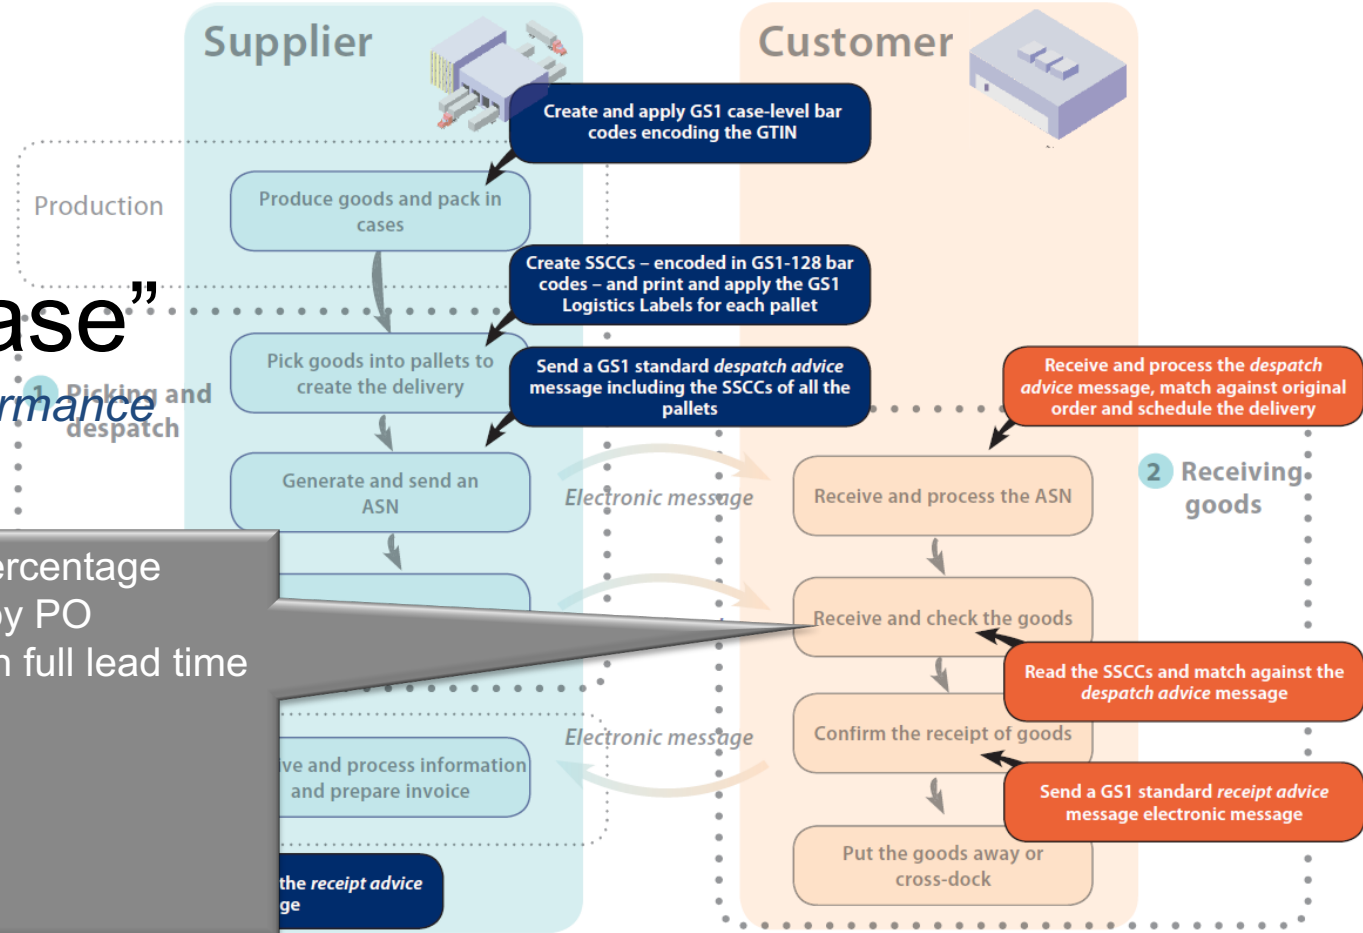 Supplier
Customer
Create and apply GS1 case-level bar
codes encoding the GTIN
Production
Produce goods and pack in
cases
Create SSCCs – encoded in GS1-128 bar
codes – and print and apply the GS1
Logistics Labels for each pallet
ase”
Pick goods into pallets to
create the delivery
Send a GS1 standard despatch advice
message including the SSCCs of all the
pallets
Receive and process the despatch
advice message, match against original
order and schedule the delivery
1 Picking and
despatch
rmance
Generate and send an
ASN
Electronic message
Receive and process the ASN
2 Receiving
goods
ercentage
by PO
n full lead time
Receive and check the goods
Read the SSCCs and match against the
despatch advice message
Electronic message
Confirm the receipt of goods
ive and process information
and prepare invoice
Send a GS1 standard receipt advice
message electronic message
Put the goods away or
cross-dock
the receipt advice
ge